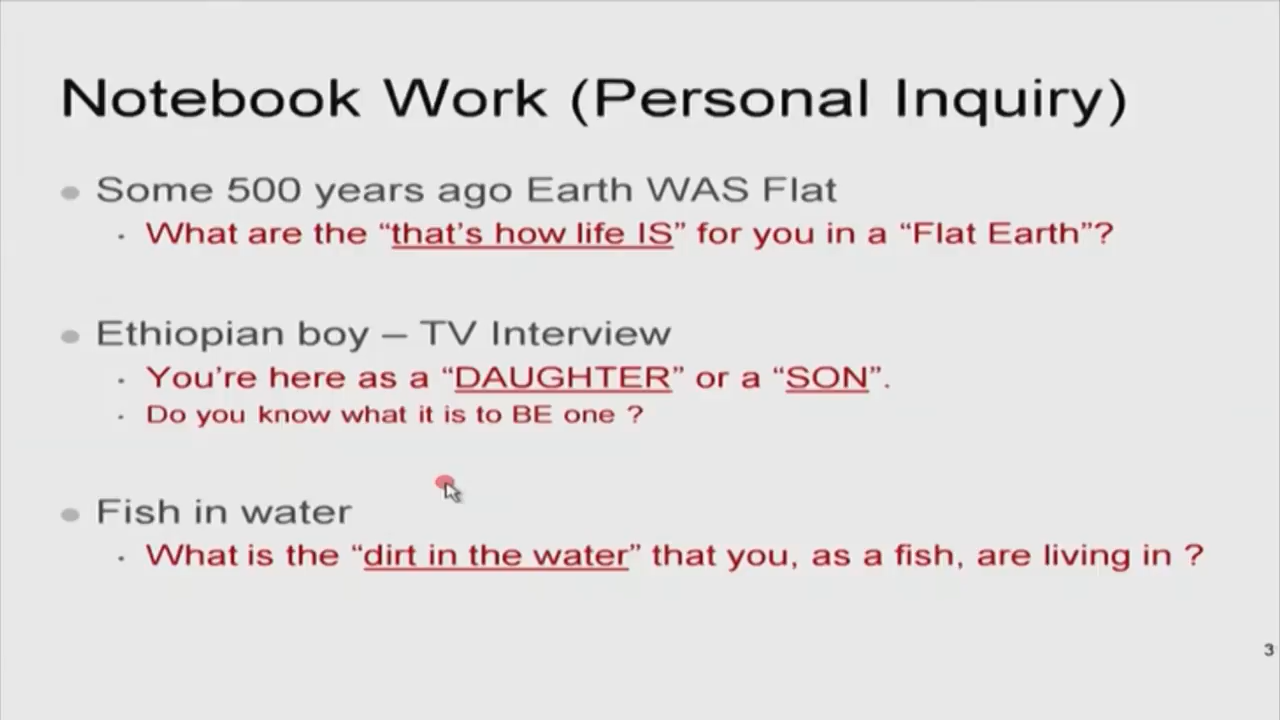 Notebook Work (Personal Inquiry)
Some 500 years ago Earth WAS Flat
What are the “that’s how life IS” for you in a “Flat Earth”?
Ethiopian boy – TV Interview
You’re here as a “DAUGHTER” or a “SON”.
Do you know what it is to BE one ?
Fish in water
What is the “dirt in the water” that you, as a fish, are living in ?
3